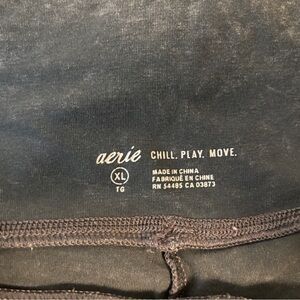 aerie CHILL. PLAY. MOVE.
XL
TG
MADE IN CHINA
FABRIQUÉ EN CHINE
RN 54485 CA 03873